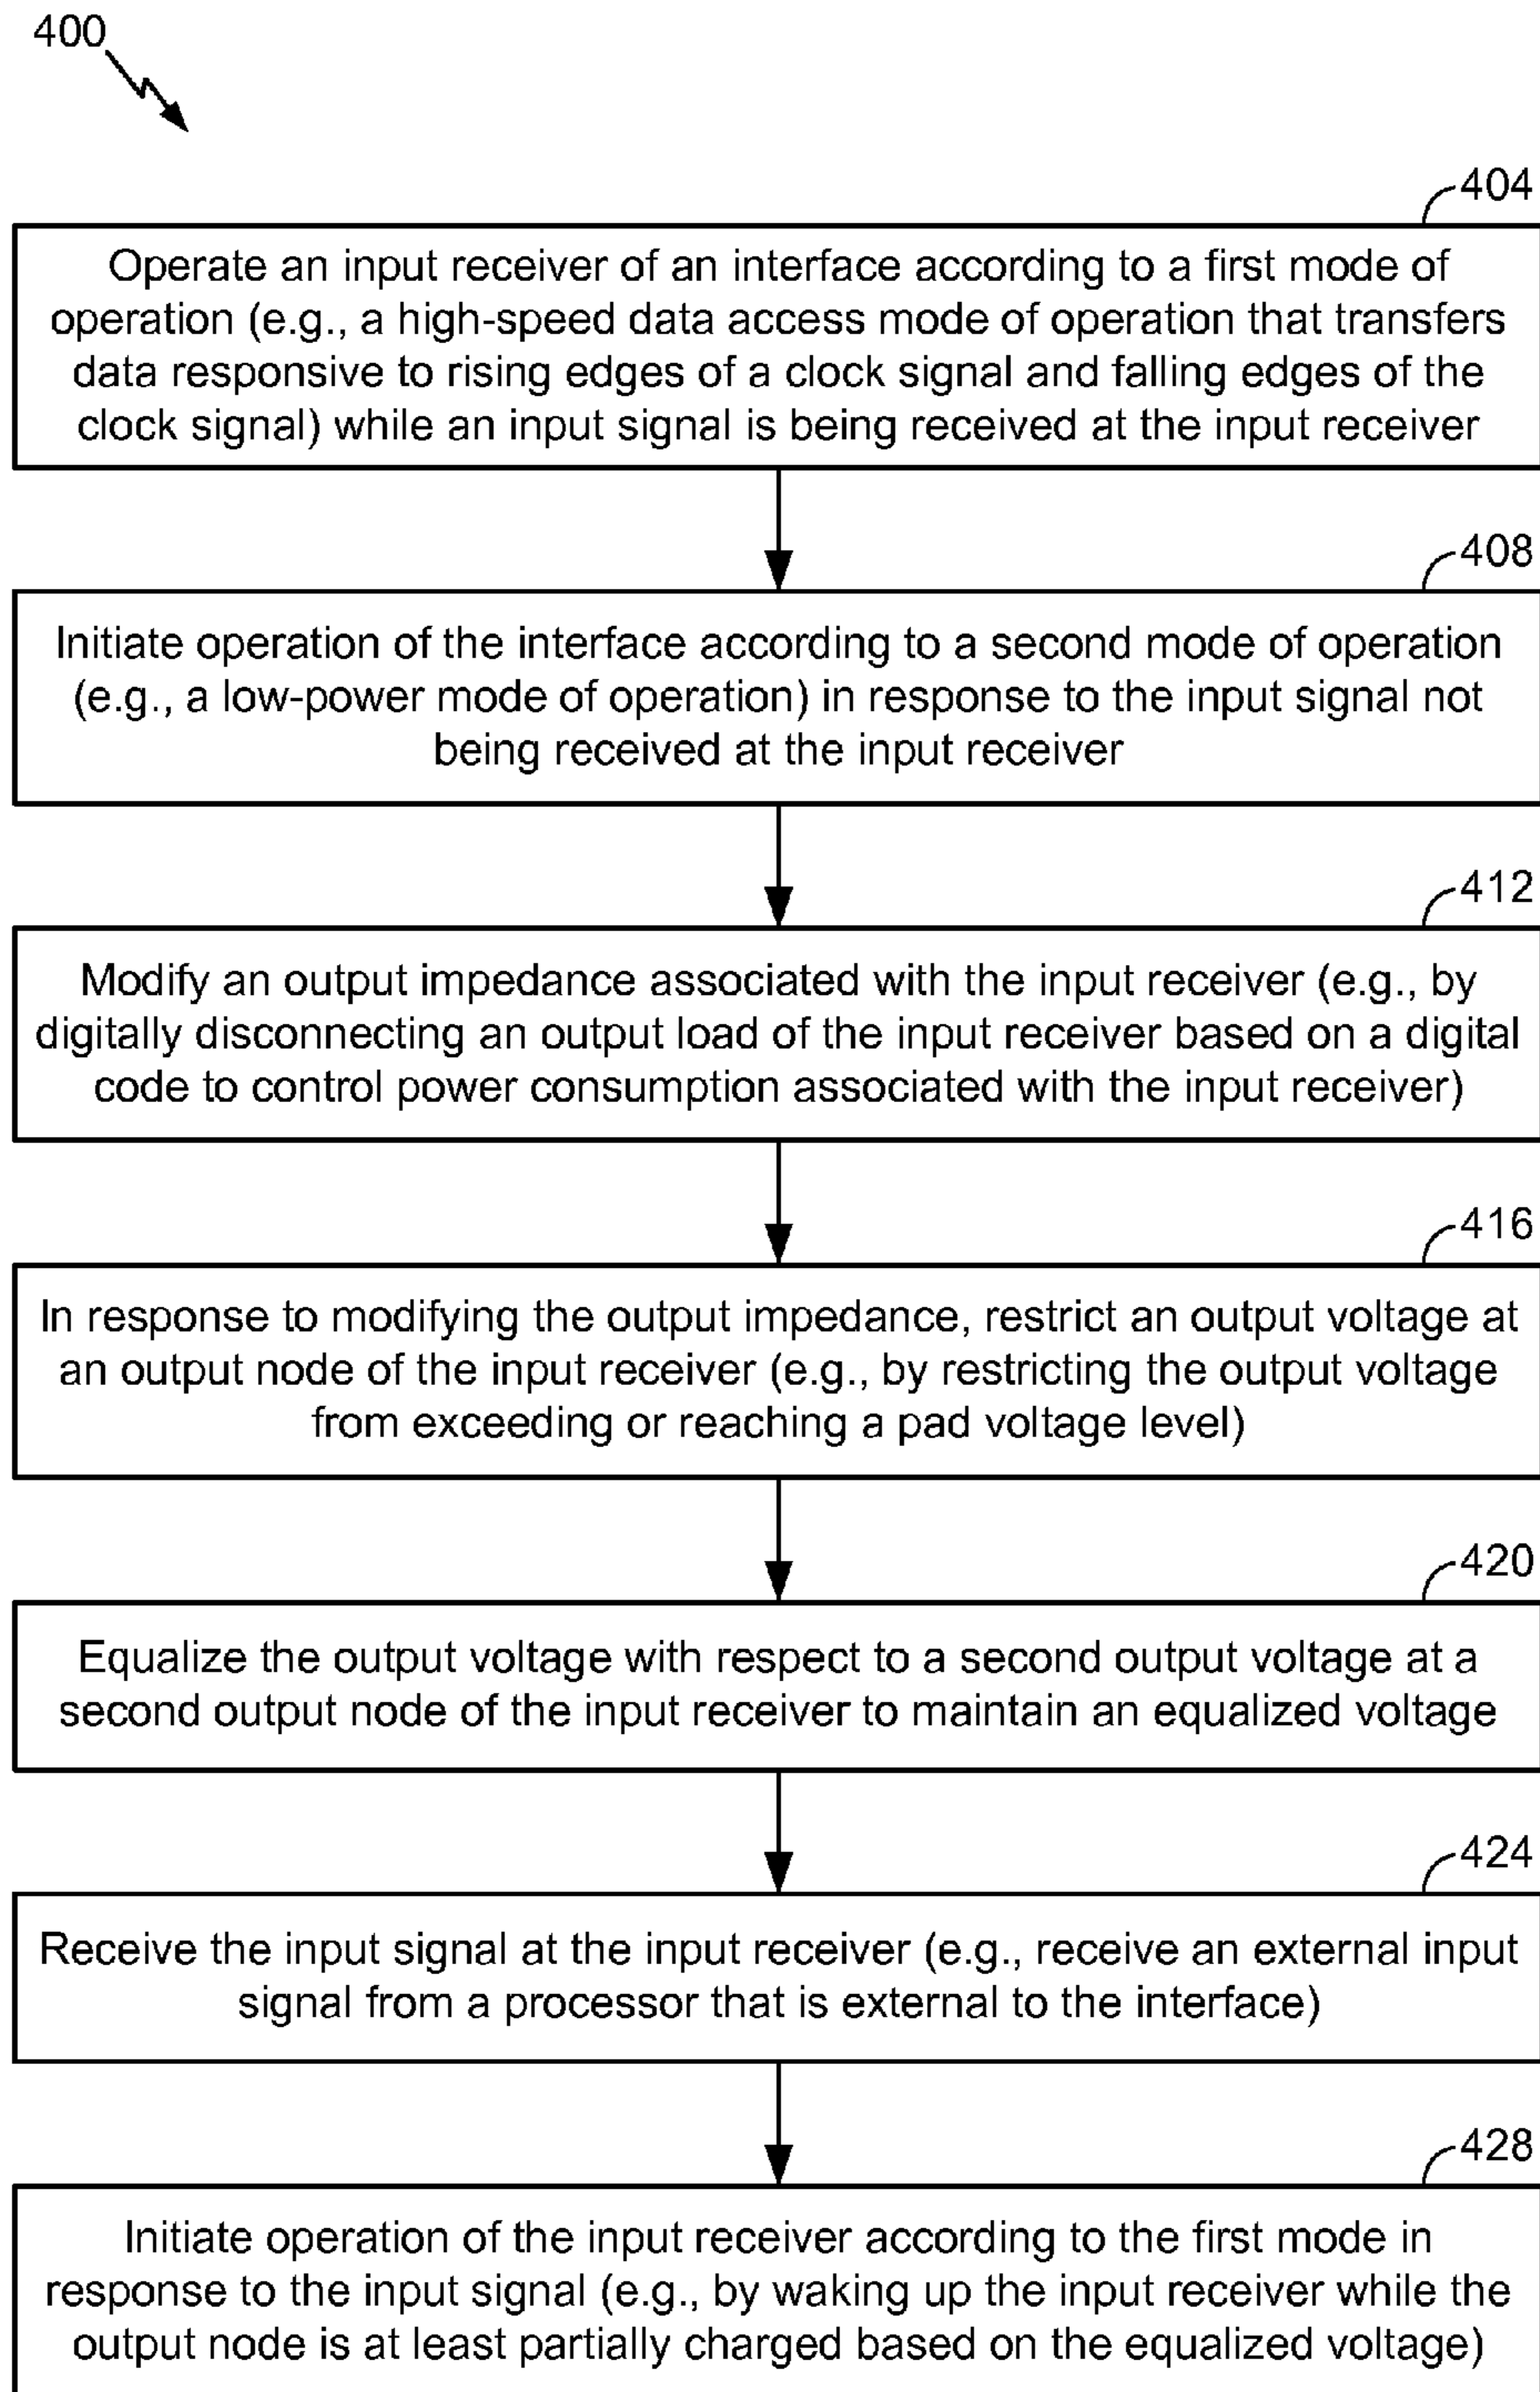 400
404
Operate an input receiver of an interface according to a first mode of
operation (e.g., a high-speed data access mode of operation that transfers
data responsive to rising edges of a clock signal and falling edges of the
clock signal) while an input signal is being received at the input receiver
408
Initiate operation of the interface according to a second mode of operation
(e.g., a low-power mode of operation) in response to the input signal not
being received at the input receiver
412
Modify an output impedance associated with the input receiver (e.g., by
digitally disconnecting an output load of the input receiver based on a digital
code to control power consumption associated with the input receiver)
416
In response to modifying the output impedance, restrict an output voltage at
an output node of the input receiver (e.g., by restricting the output voltage
from exceeding or reaching a pad voltage level)
420
Equalize the output voltage with respect to a second output voltage at a
second output node of the input receiver to maintain an equalized voltage
424
Receive the input signal at the input receiver (e.g., receive an external input
signal from a processor that is external to the interface)
428
Initiate operation of the input receiver according to the first mode in
response to the input signal (e.g., by waking up the input receiver while the
output node is at least partially charged based on the equalized voltage)